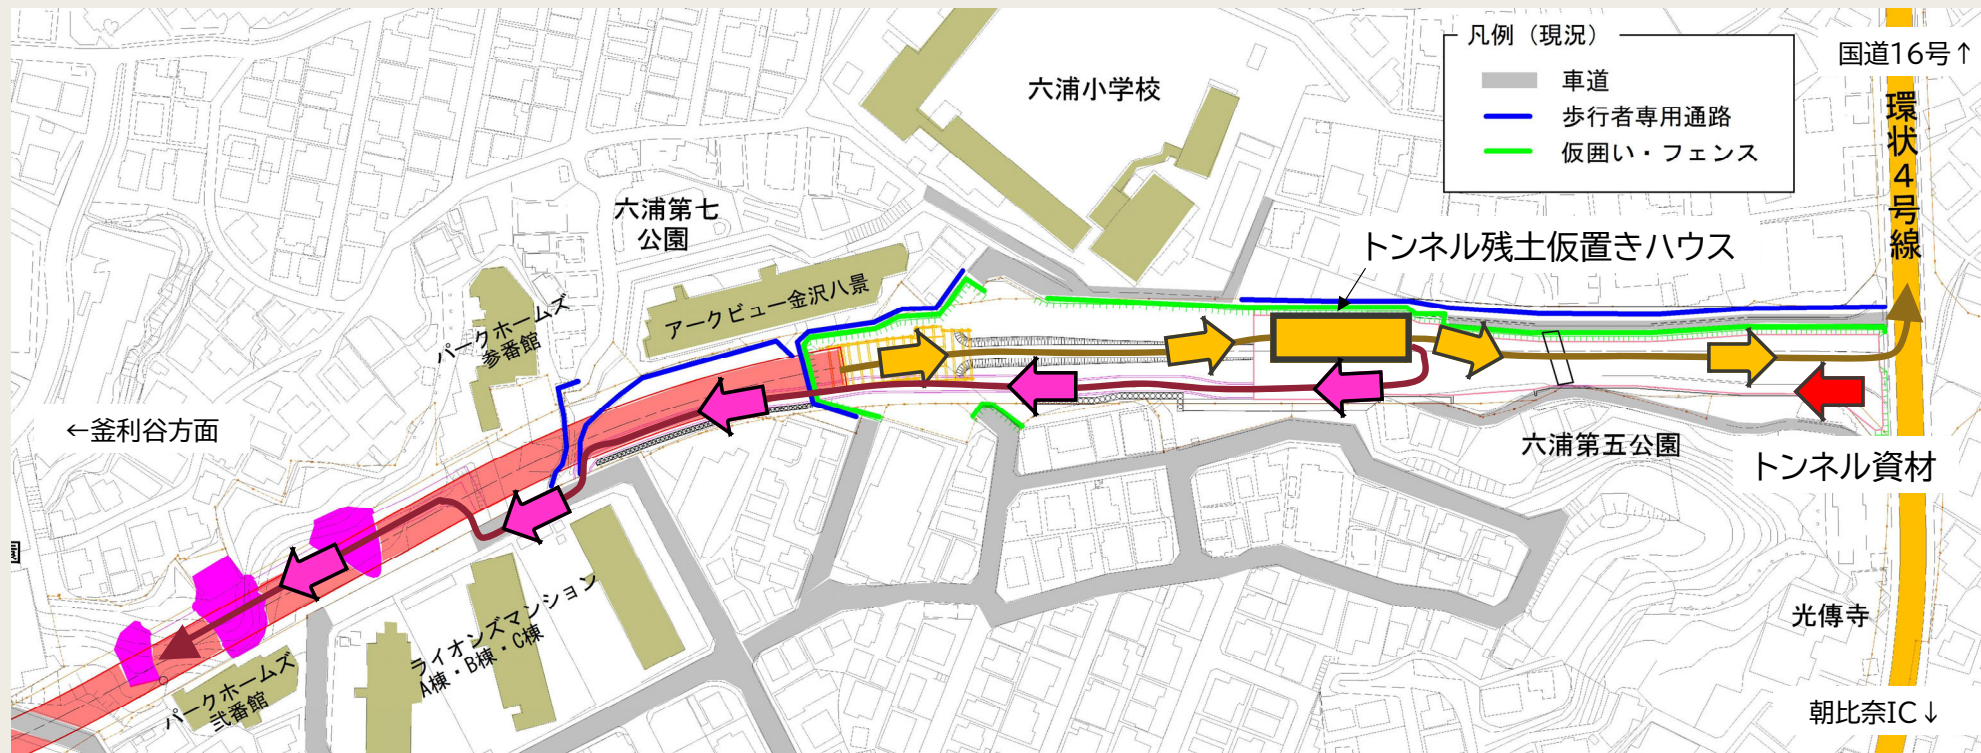 凡例（現況）
車道
歩行者専用通路
仮囲い・フェンス
国道16号↑
環状4号線
六浦小学校
六浦第七
公園
トンネル残土仮置きハウス
アークビュー金沢八景
パークホームズ
参番館
←釜利谷方面
六浦第五公園
トンネル資材
ライオンズマンション
A棟・B棟・C棟
パークホームズ
弐番館
光傳寺
朝比奈IC↓